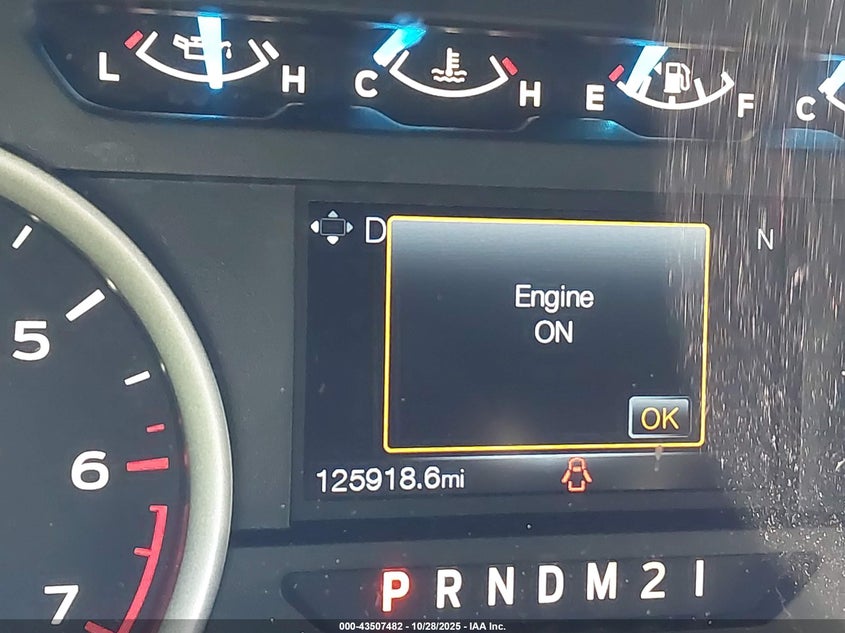 L H C H E F C
D
N
Engine
ON
OK
5
6
7
125918.6mi
P R N D M 2 1
000-43507482 - 10/28/2025 - IAA Inc.